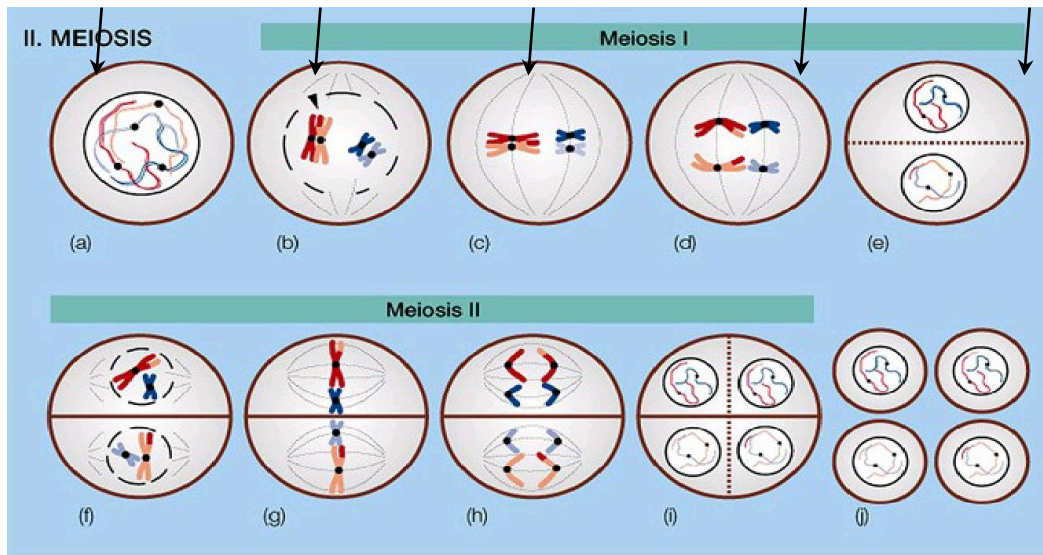 II. MEIOSIS
Meiosis I
(a)
(b)
(c)
(d)
(e)
Meiosis II
(f)
(g)
(h)
(i)
(j)